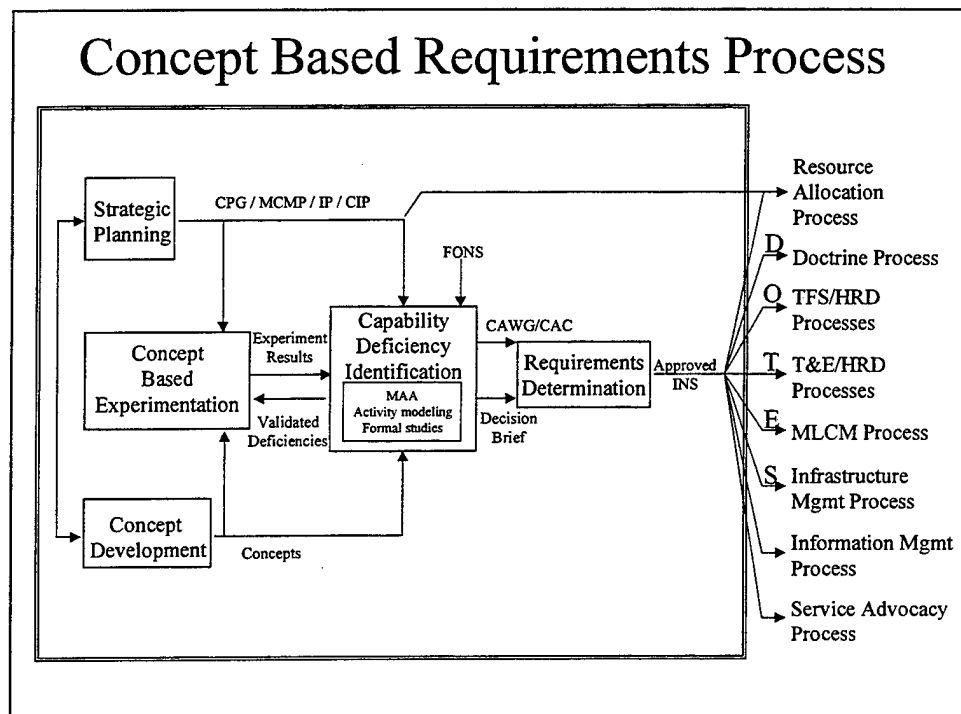 Concept Based Requirements Process
Strategic
Planning
CPG / MCMP / IP / CIP
FONS
Concept
Based
Experimentation
Experiment
Results
Validated
Deficiencies
Capability
Deficiency
Identification
MAA
Activity modeling
Formal studies
CAWG/CAC
Decision
Brief
Requirements
Determination
Approved
INS
Concept
Development
Concepts
Resource
Allocation
Process
D
Doctrine Process
O
TFS/HRD
Processes
T
T&E/HRD
Processes
E
MLCM Process
S
Infrastructure
Mgmt Process
Information Mgmt
Process
Service Advocacy
Process